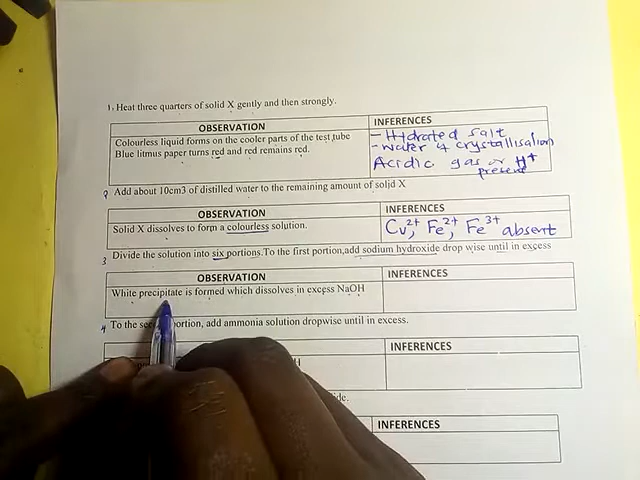 1. Heat three quarters of solid X gently and then strongly.
OBSERVATION
INFERENCES
Colourless liquid forms on the cooler parts of the test tube
Blue litmus paper turns red and red remains red.
- Hydrated salt
- Water of crystallisation
Acidic gas or H+
present
2 Add about 10cm3 of distilled water to the remaining amount of solid X
OBSERVATION
INFERENCES
Solid X dissolves to form a colourless solution.
Cu2+, Fe2+, Fe3+ absent
3 Divide the solution into six portions.To the first portion,add sodium hydroxide drop wise until in excess
OBSERVATION
INFERENCES
White precipitate is formed which dissolves in excess NaOH
4 To the portion, add ammonia solution dropwise until in excess.
INFERENCES
INFERENCES